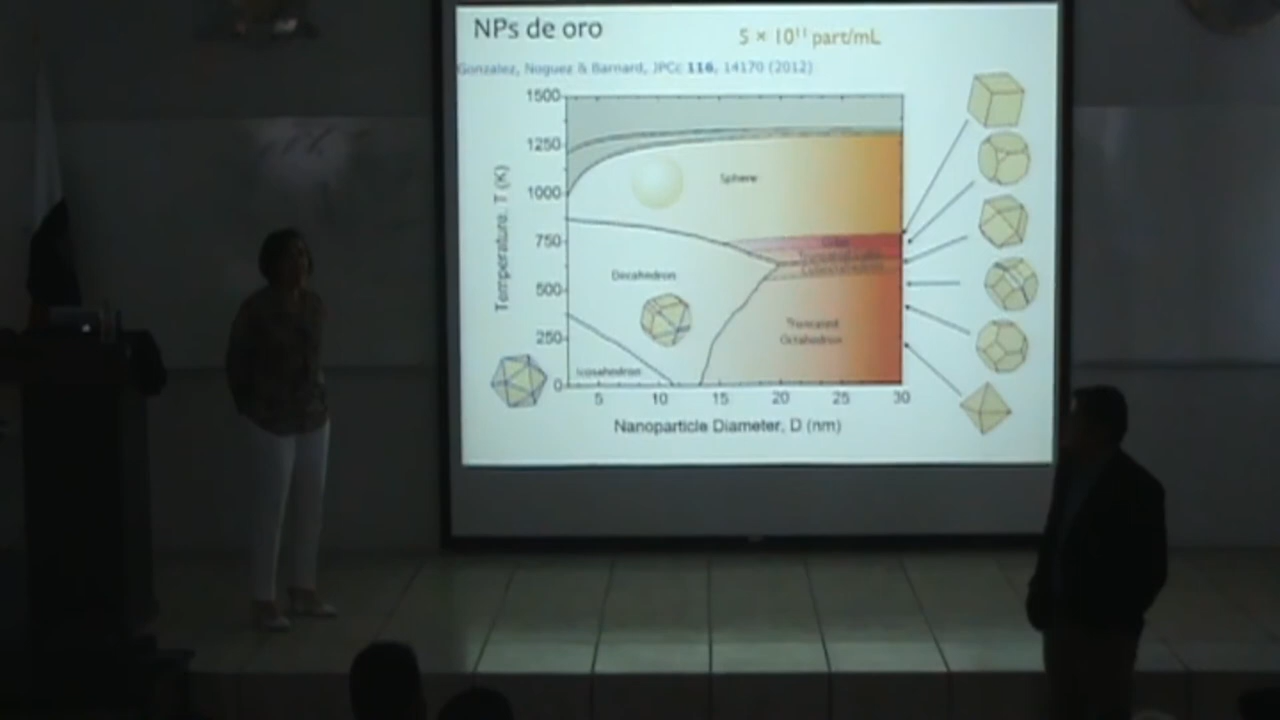 NPs de oro
5 × 10¹¹ part/mL
Gonzalez, Noguez & Barnard, JPCc 116, 14170 (2012)
1500
1250
1000
750
500
250
0
Temperature, T (K)
Sphere
Decahedron
Truncated
Octahedron
Icosahedron
5
10
15
20
25
30
Nanoparticle Diameter, D (nm)